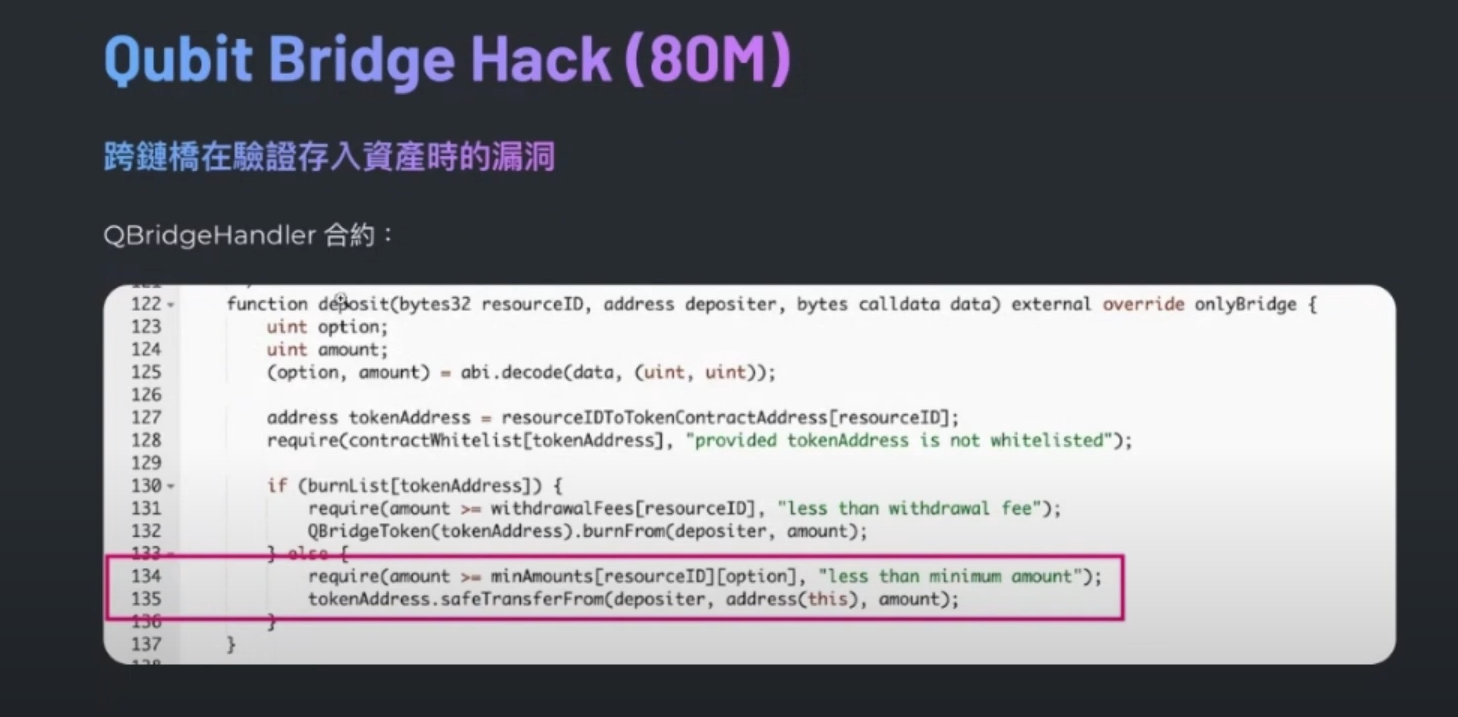 Qubit Bridge Hack (80M)
跨鏈橋在驗證存入資產時的漏洞
QBridgeHandler 合約：
122 function deposit(bytes32 resourceID, address depositer, bytes calldata data) external override onlyBridge {
123 uint option;
124 uint amount;
125 (option, amount) = abi.decode(data, (uint, uint));
126
127 address tokenAddress = resourceIDToTokenContractAddress[resourceID];
128 require(contractWhitelist[tokenAddress], "provided tokenAddress is not whitelisted");
129
130 if (burnList[tokenAddress]) {
131 require(amount >= withdrawalFees[resourceID], "less than withdrawal fee");
132 QBridgeToken(tokenAddress).burnFrom(depositer, amount);
133 } else {
134 require(amount >= minAmounts[resourceID][option], "less than minimum amount");
135 tokenAddress.safeTransferFrom(depositer, address(this), amount);
136 }
137 }